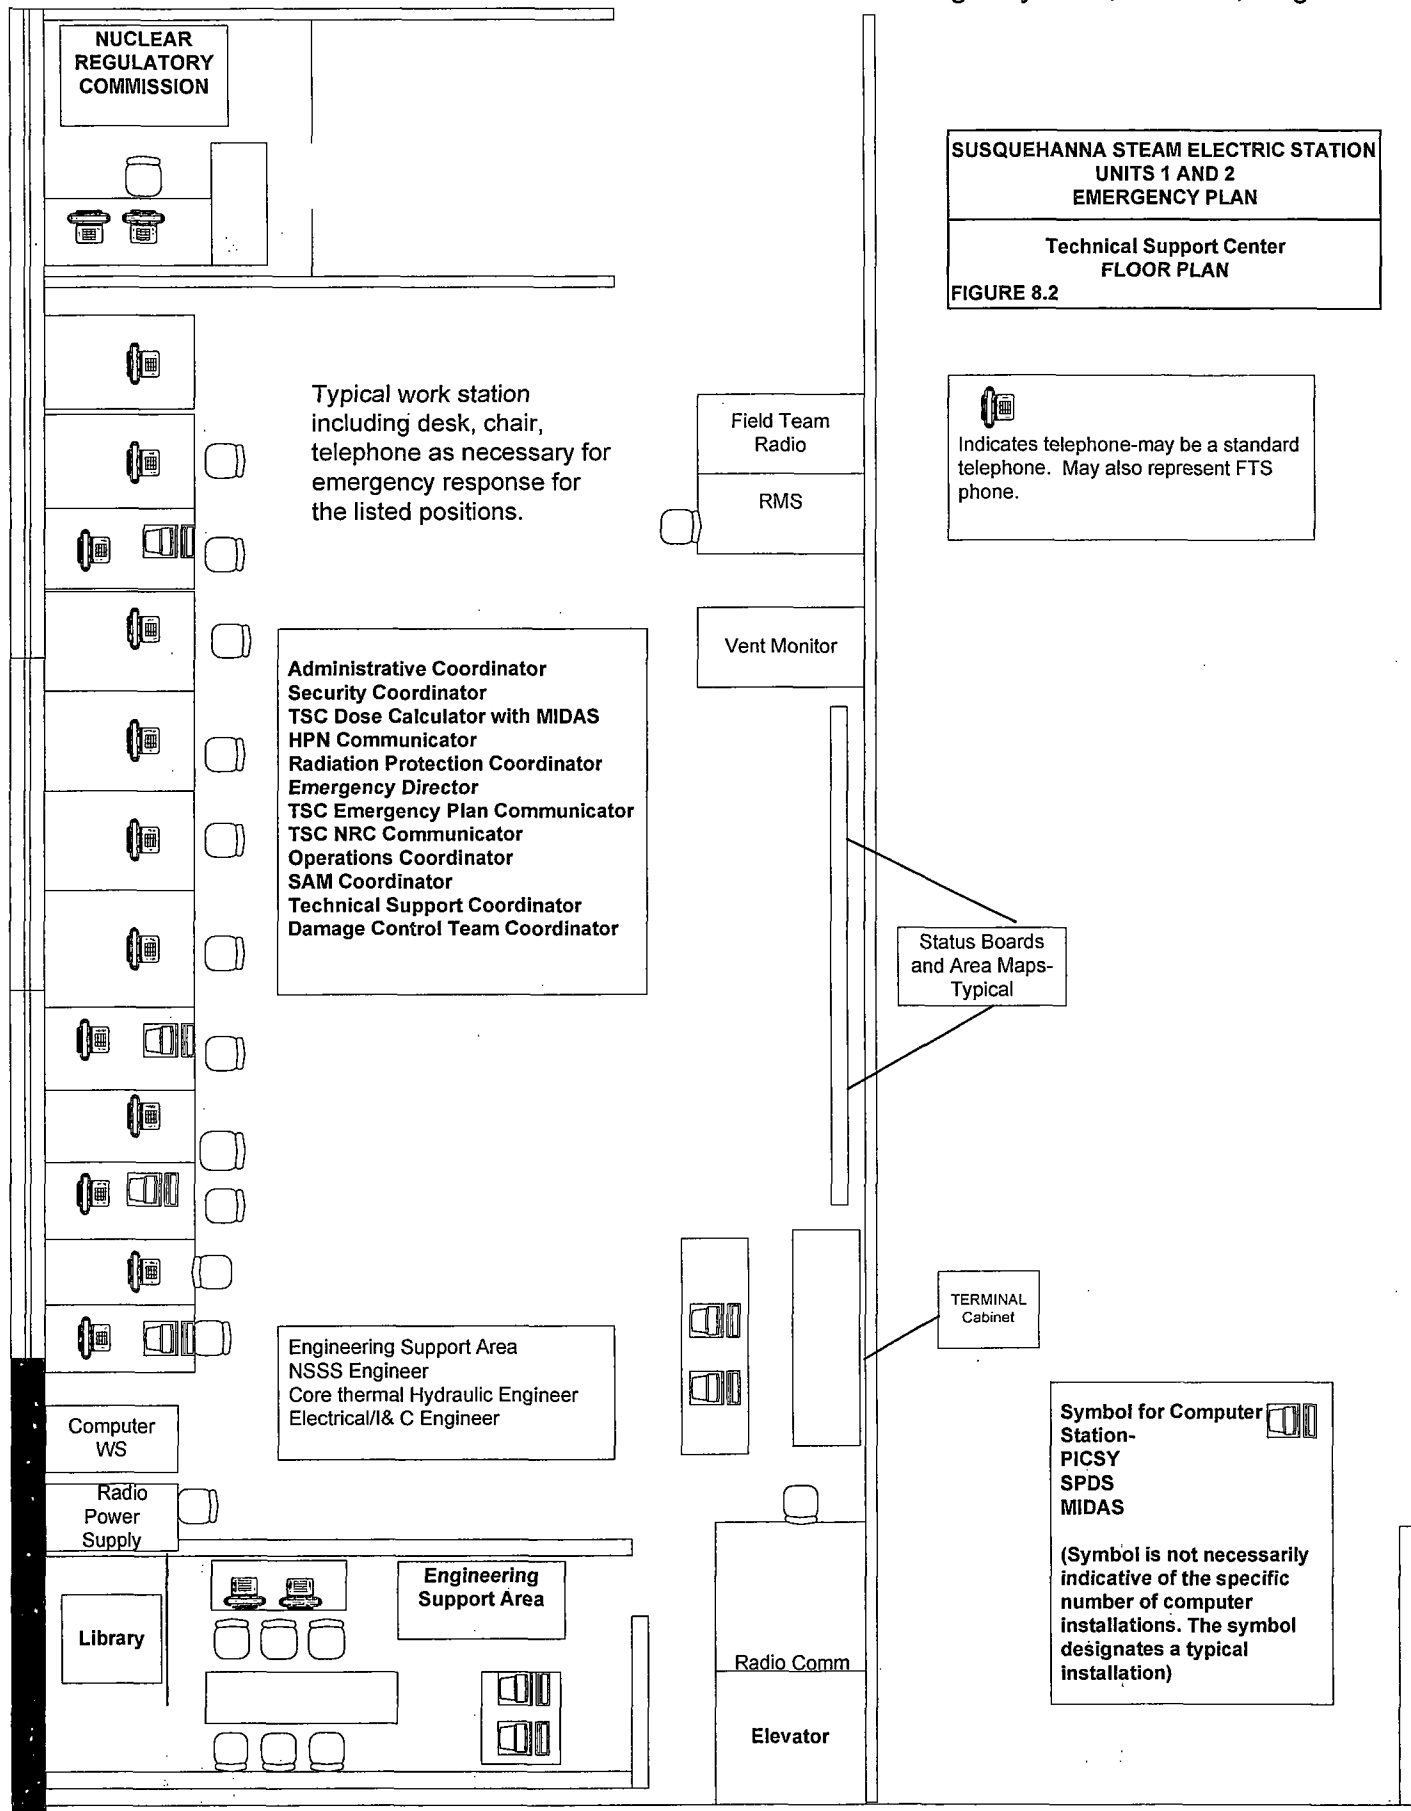 NUCLEAR
REGULATORY
COMMISSION
SUSQUEHANNA STEAM ELECTRIC STATION
UNITS 1 AND 2
EMERGENCY PLAN
Technical Support Center
FLOOR PLAN
FIGURE 8.2
Indicates telephone-may be a standard
telephone. May also represent FTS
phone.
Typical work station
including desk, chair,
telephone as necessary for
emergency response for
the listed positions.
Field Team
Radio
RMS
Vent Monitor
Administrative Coordinator
Security Coordinator
TSC Dose Calculator with MIDAS
HPN Communicator
Radiation Protection Coordinator
Emergency Director
TSC Emergency Plan Communicator
TSC NRC Communicator
Operations Coordinator
SAM Coordinator
Technical Support Coordinator
Damage Control Team Coordinator
Status Boards
and Area Maps-
Typical
TERMINAL
Cabinet
Engineering Support Area
NSSS Engineer
Core thermal Hydraulic Engineer
Electrical/I& C Engineer
Computer
WS
Radio
Power
Supply
Symbol for Computer
Station-
PICSY
SPDS
MIDAS
(Symbol is not necessarily
indicative of the specific
number of computer
installations. The symbol
designates a typical
installation)
Engineering
Support Area
Library
Radio Comm
Elevator